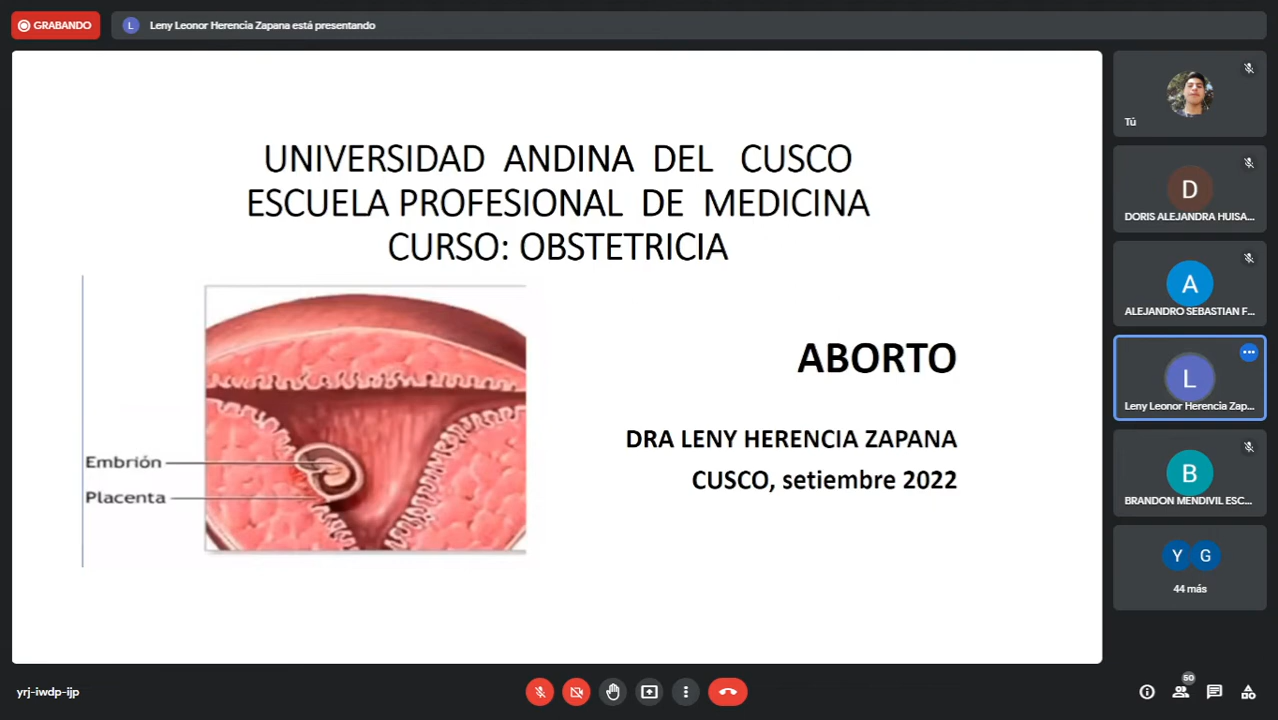 GRABANDO
L Leny Leonor Herencia Zapana está presentando
UNIVERSIDAD ANDINA DEL CUSCO
ESCUELA PROFESIONAL DE MEDICINA
CURSO: OBSTETRICIA
Embrión
Placenta
ABORTO
DRA LENY HERENCIA ZAPANA
CUSCO, setiembre 2022
Tú
D
DORIS ALEJANDRA HUISA...
A
ALEJANDRO SEBASTIAN F...
L
Leny Leonor Herencia Zap...
B
BRANDON MENDIVIL ESC...
Y G
44 más
yrj-iwdp-ijp
50